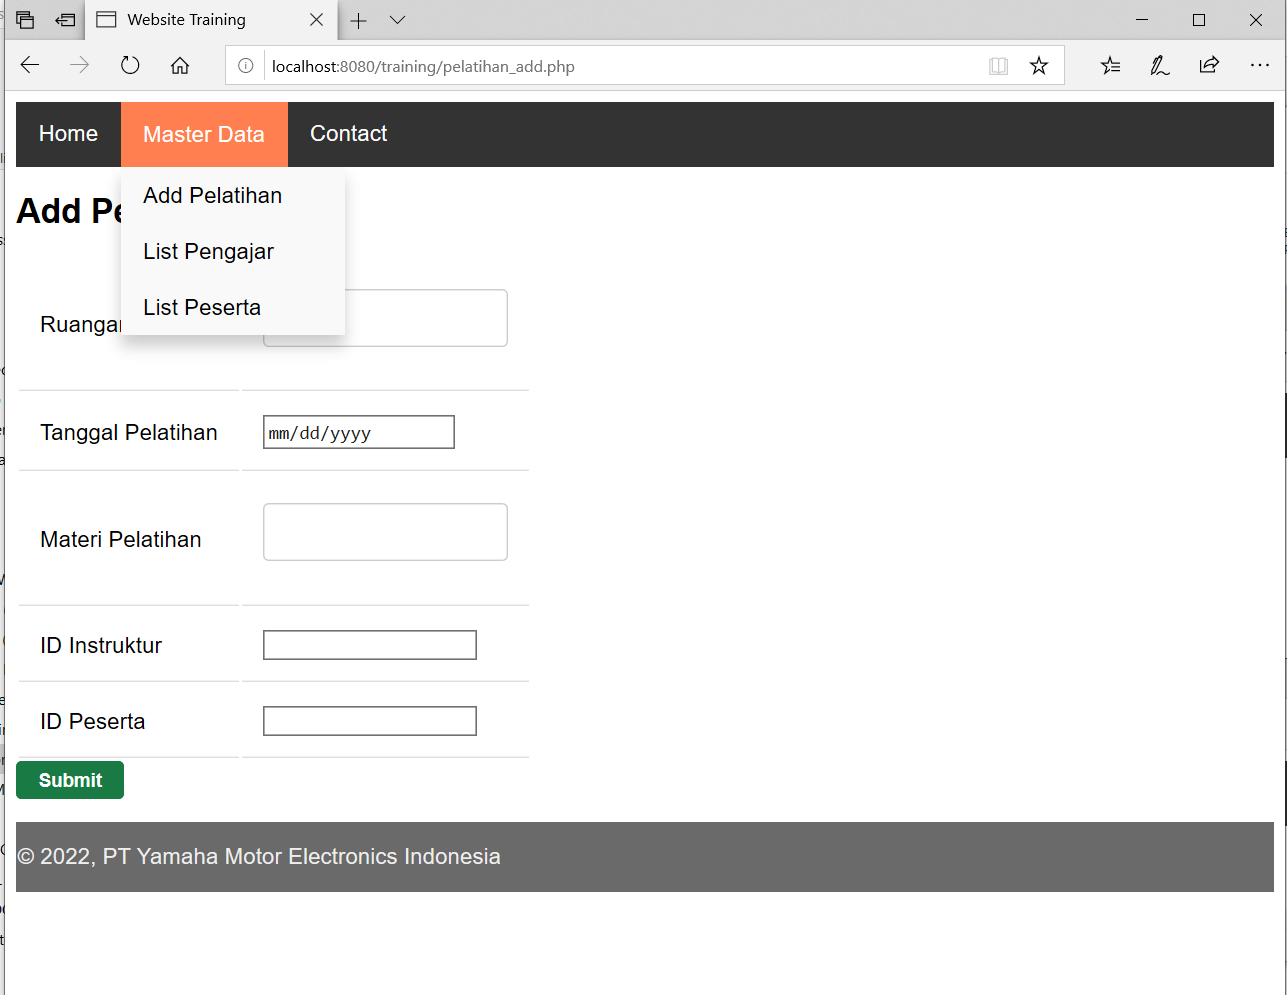 Website Training
localhost:8080/training/pelatihan_add.php
Home Master Data Contact
Add Pelatihan
List Pengajar
List Peserta
Add Pe
Ruangan
Tanggal Pelatihan mm/dd/yyyy
Materi Pelatihan
ID Instruktur
ID Peserta
Submit
© 2022, PT Yamaha Motor Electronics Indonesia